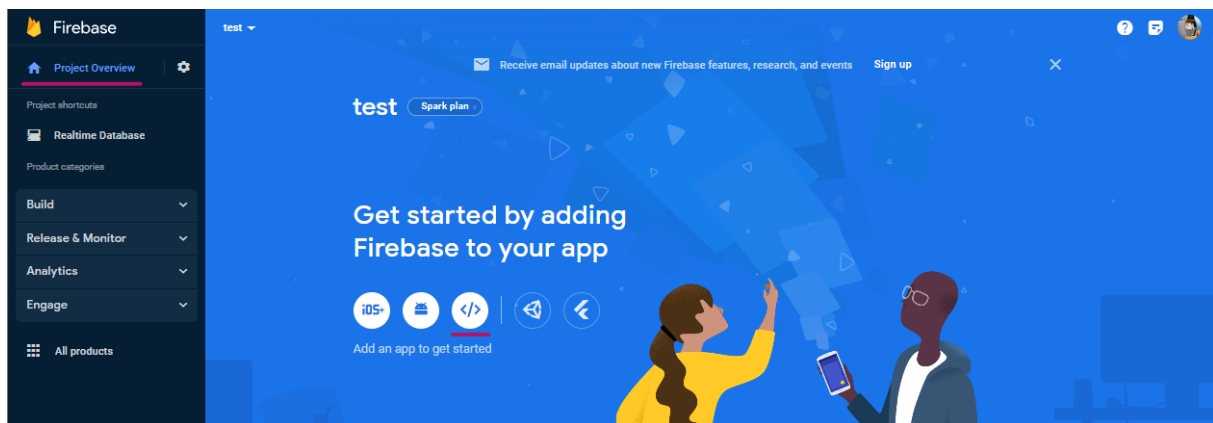 Firebase
test
Project Overview
Receive email updates about new Firebase features, research, and events Sign up
Project shortcuts
test Spark plan
Realtime Database
Product categories
Build
Release & Monitor
Analytics
Engage
All products
Get started by adding
Firebase to your app
iOS+
</>
Add an app to get started